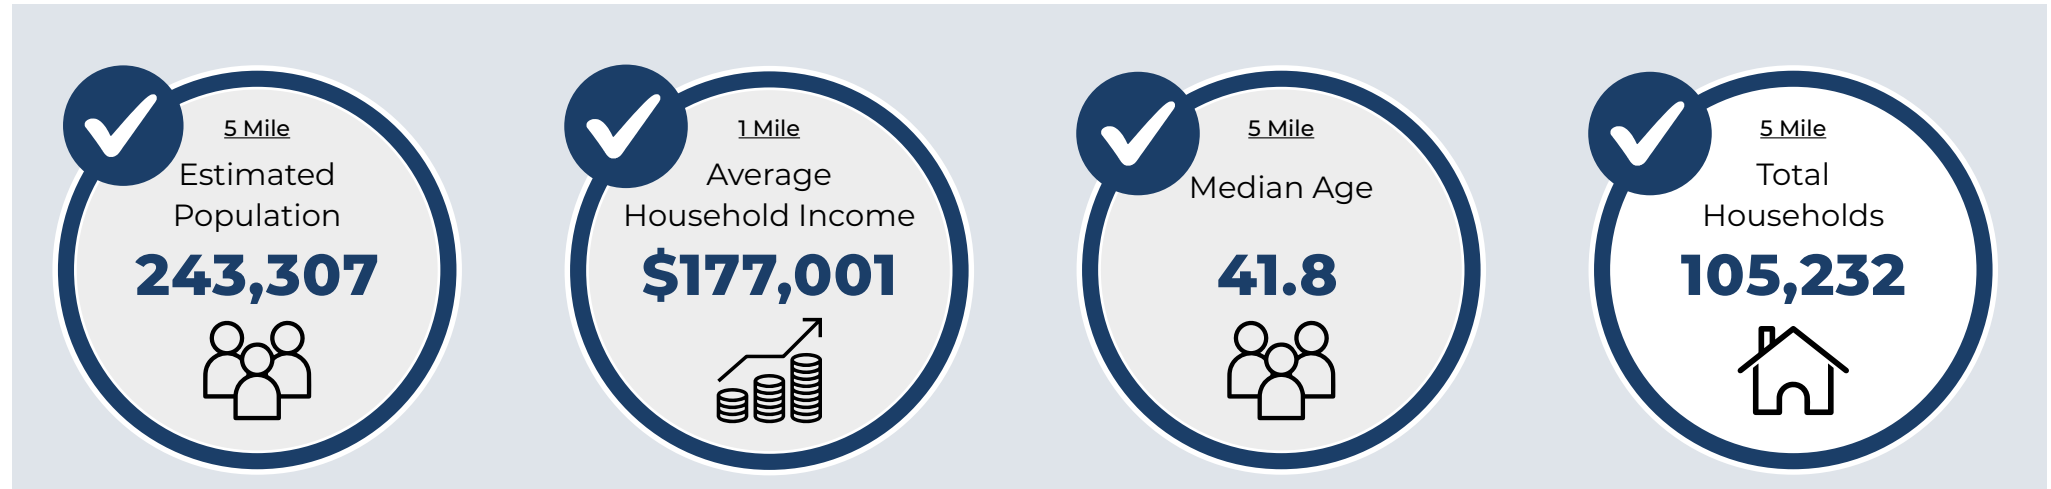 5 Mile
Estimated
Population
243,307
1 Mile
Average
Household Income
$177,001
5 Mile
Median Age
41.8
5 Mile
Total
Households
105,232